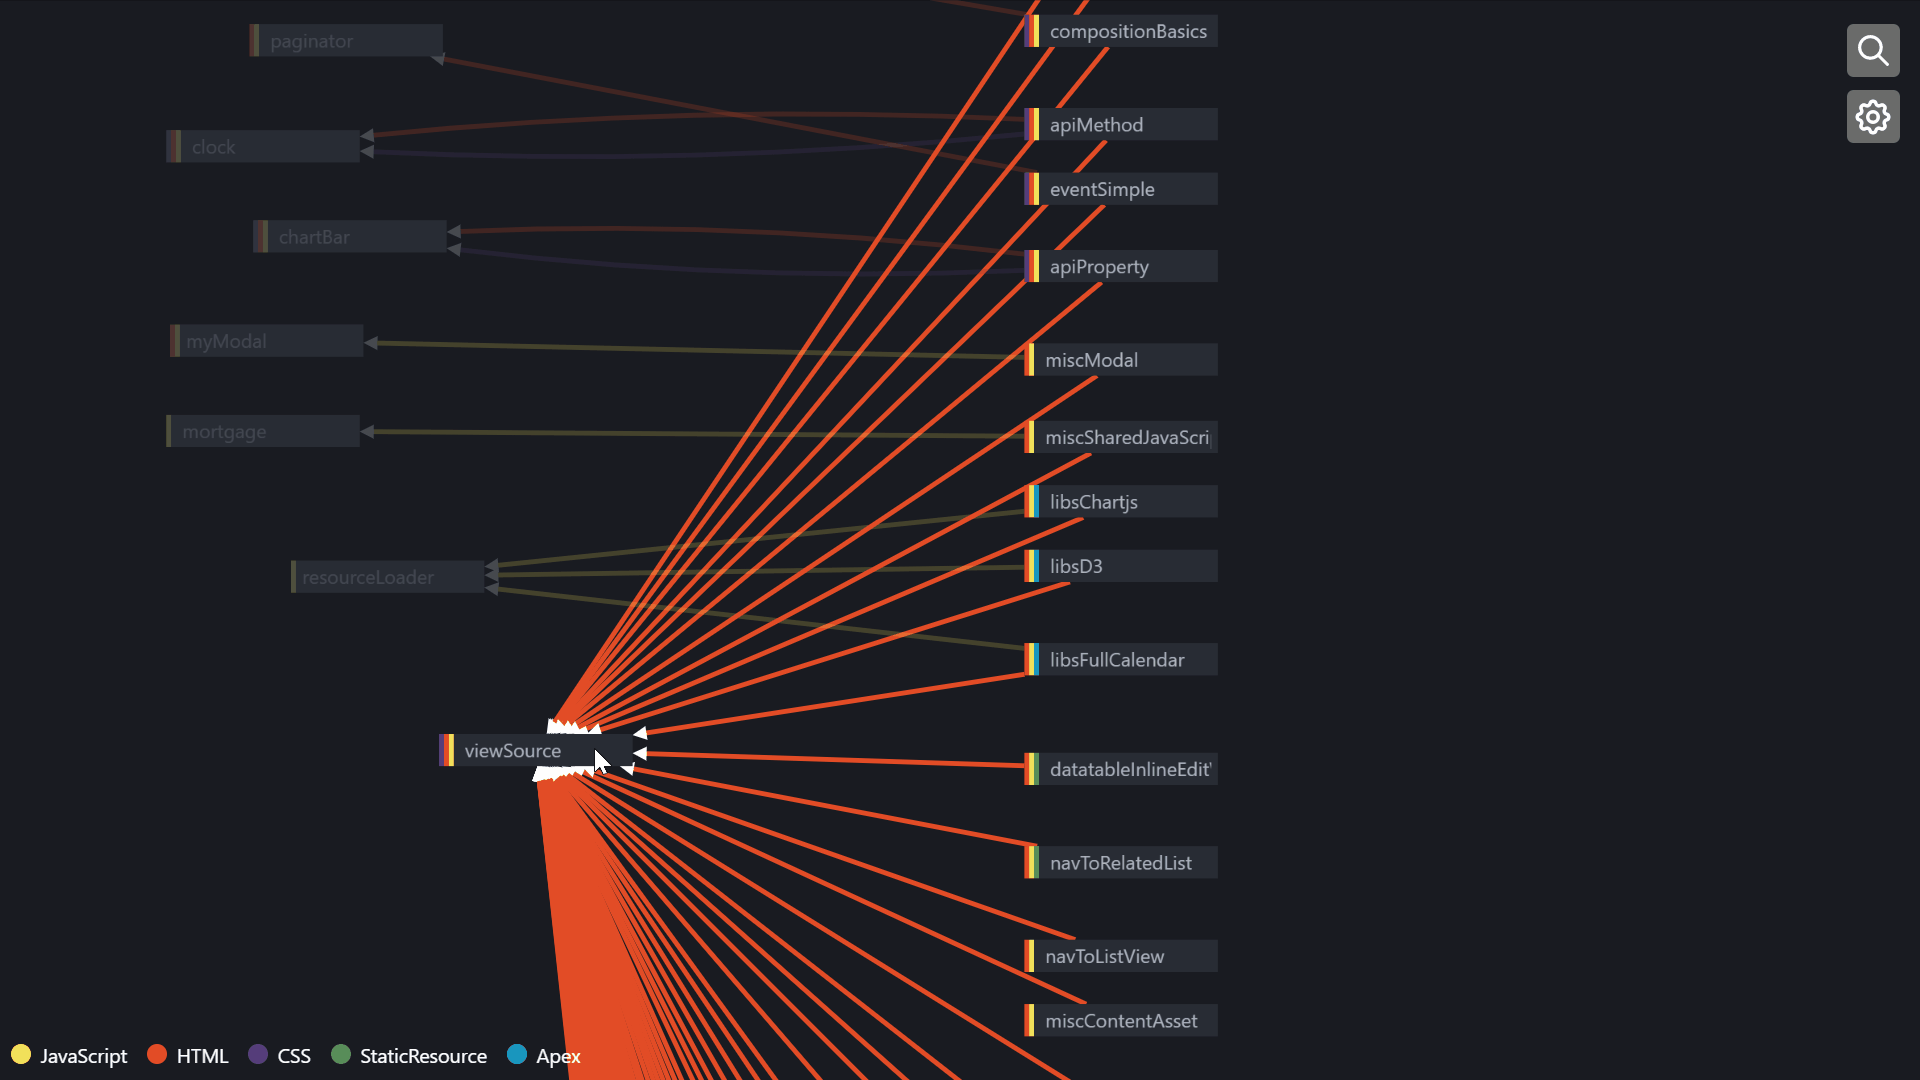 paginator
clock
chartBar
myModal
mortgage
resourceLoader
viewSource
compositionBasics
apiMethod
eventSimple
apiProperty
miscModal
miscSharedJavaScri
libsChartjs
libsD3
libsFullCalendar
datatableInlineEdit
navToRelatedList
navToListView
miscContentAsset
JavaScript HTML CSS StaticResource Apex